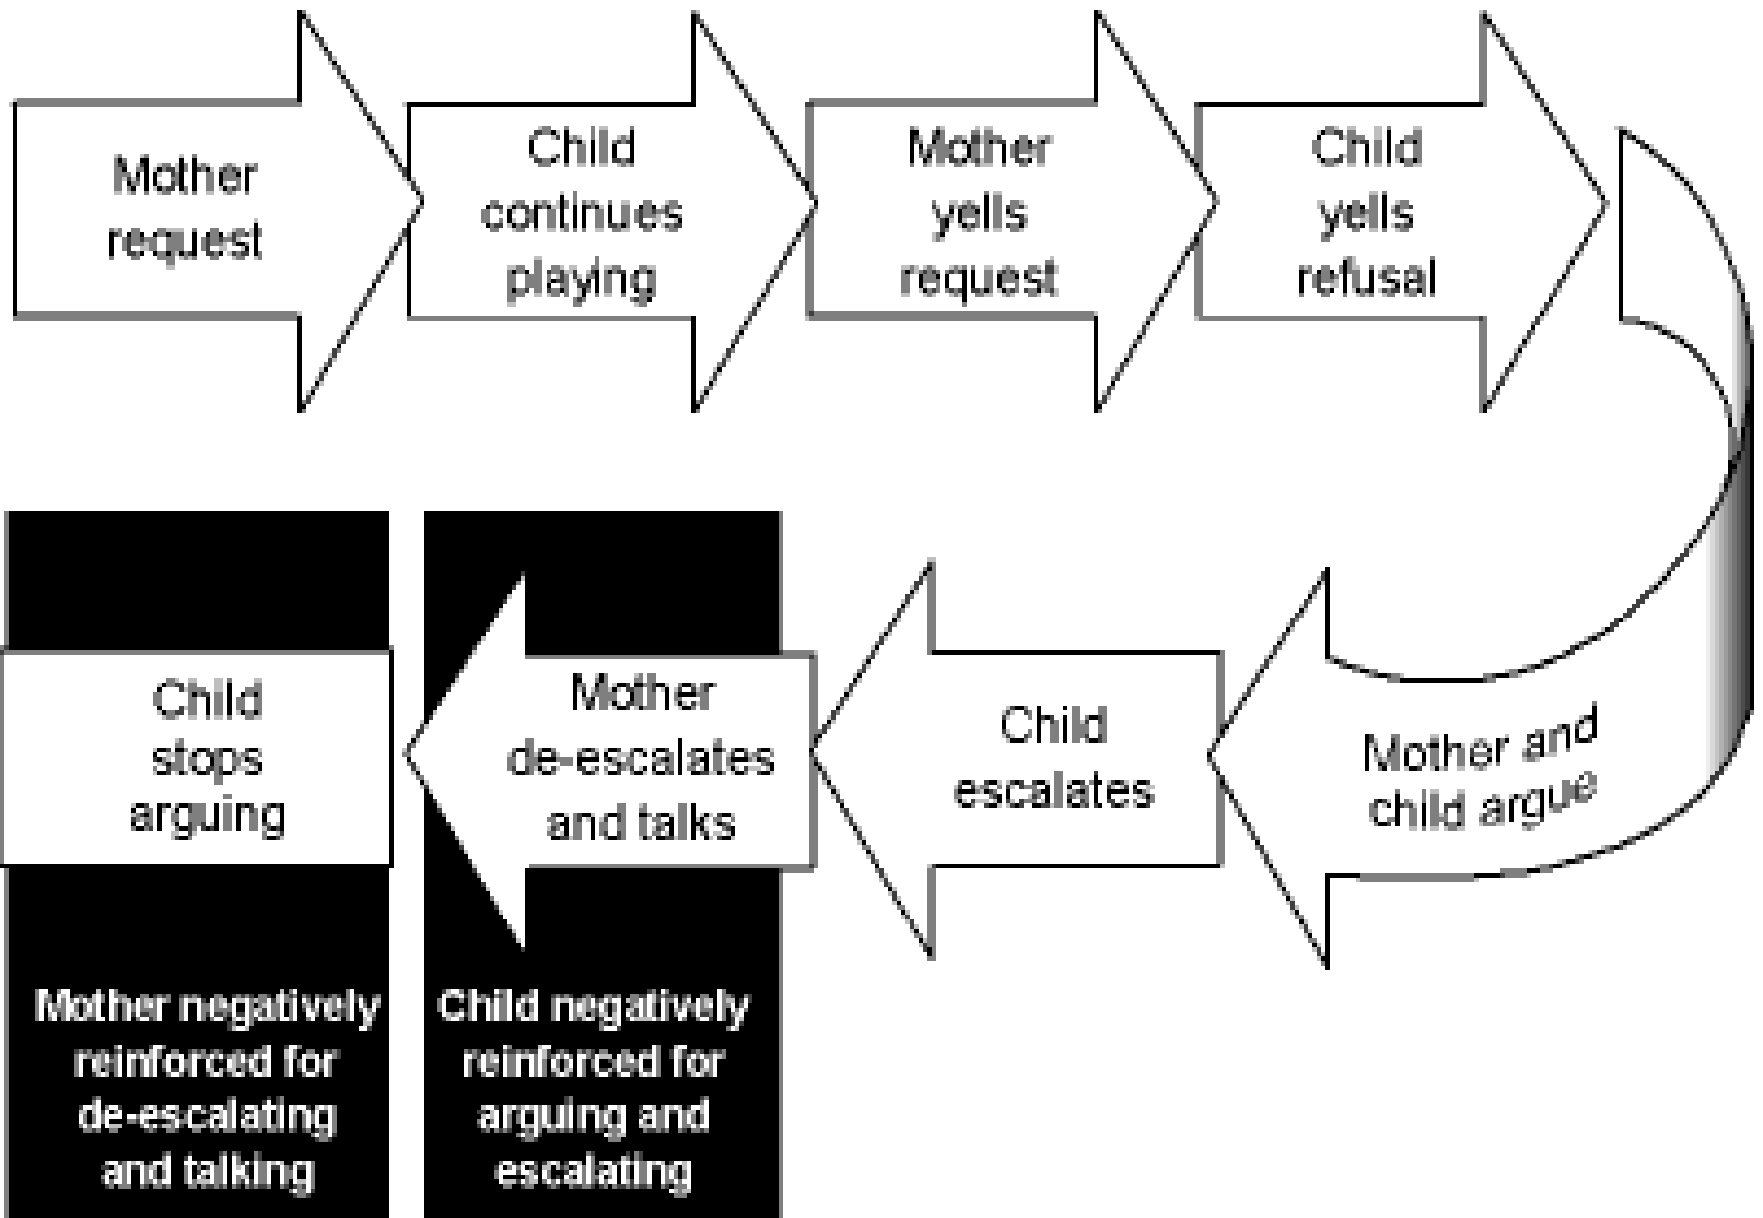 Mother
request
Child
continues
playing
Mother
yells
request
Child
yells
refusal
Mother and
child argue
Child
escalates
Mother
de-escalates
and talks
Child
stops
arguing
Child negatively
reinforced for
arguing and
escalating
Mother negatively
reinforced for
de-escalating
and talking